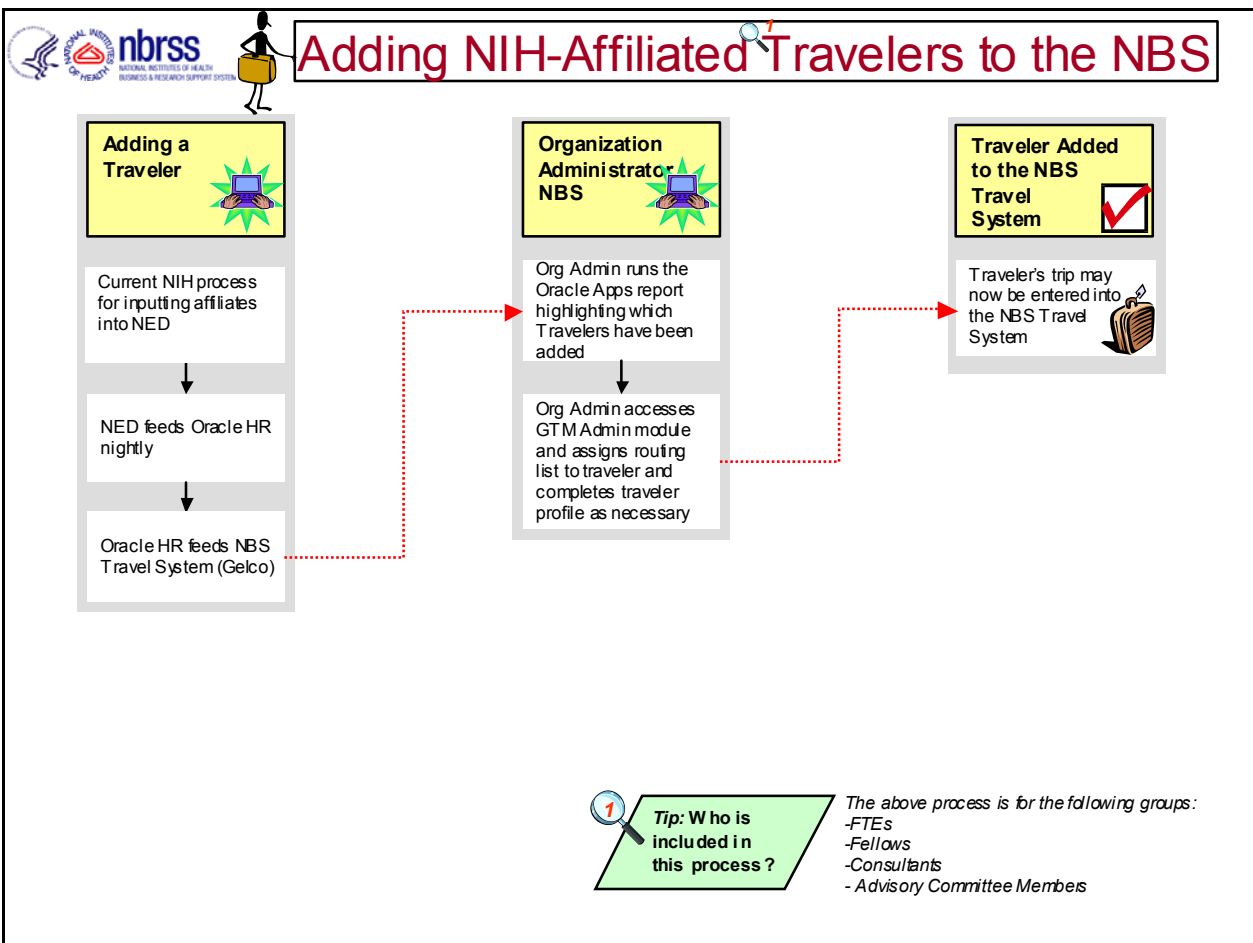 nbrss
NATIONAL INSTITUTES OF HEALTH
BUSINESS & RESEARCH SUPPORT SYSTEM
NATIONAL INSTITUTES
OF HEALTH
Adding NIH-Affiliated Travelers to the NBS
1
Adding a
Traveler
Current NIH process
for inputting affiliates
into NED
NED feeds Oracle HR
nightly
Oracle HR feeds NBS
Travel System (Gelco)
Organization
Administrator
NBS
Org Admin runs the
Oracle Apps report
highlighting which
Travelers have been
added
Org Admin accesses
GTM Admin module
and assigns routing
list to traveler and
completes traveler
profile as necessary
Traveler Added
to the NBS
Travel
System
Traveler's trip may
now be entered into
the NBS Travel
System
1
Tip: Who is
included in
this process ?
The above process is for the following groups:
-FTEs
-Fellows
-Consultants
- Advisory Committee Members